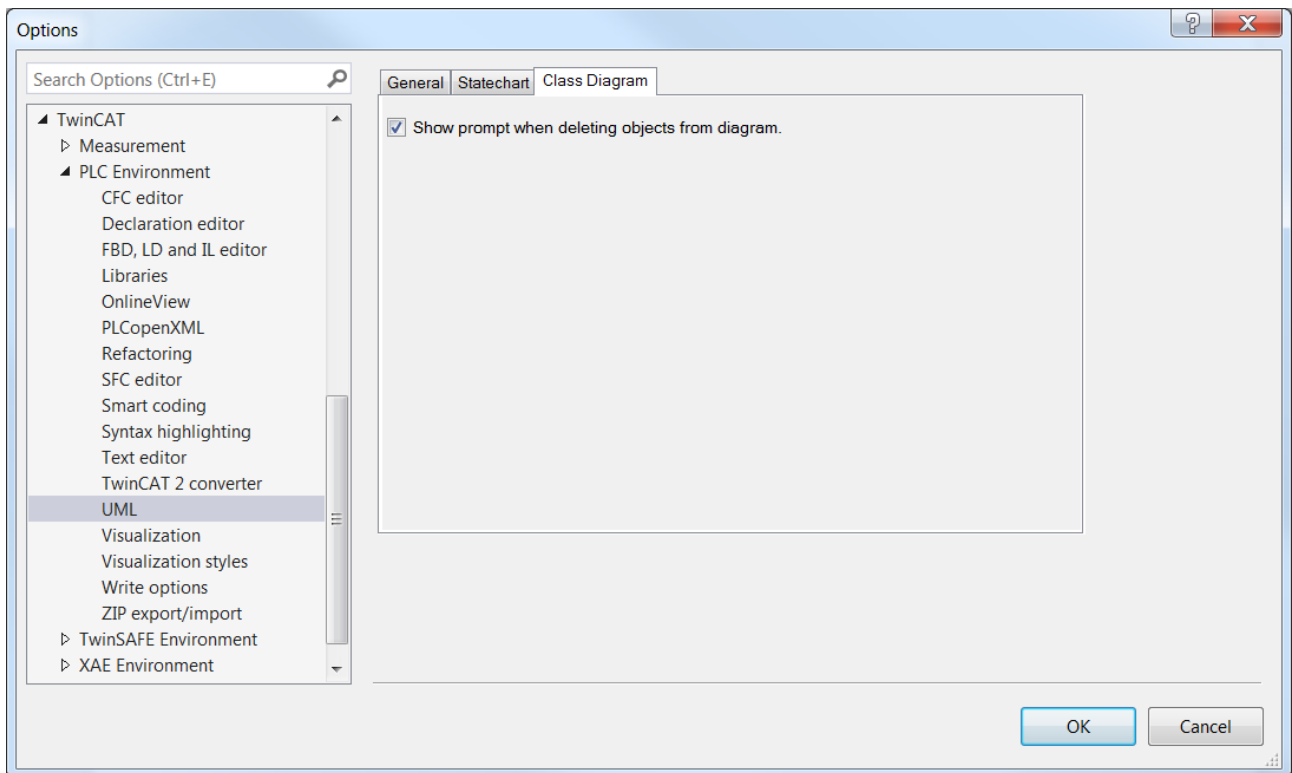 Options
Search Options (Ctrl+E)
TwinCAT
Measurement
PLC Environment
CFC editor
Declaration editor
FBD, LD and IL editor
Libraries
OnlineView
PLCopenXML
Refactoring
SFC editor
Smart coding
Syntax highlighting
Text editor
TwinCAT 2 converter
UML
Visualization
Visualization styles
Write options
ZIP export/import
TwinSAFE Environment
XAE Environment
General Statechart Class Diagram
Show prompt when deleting objects from diagram.
OK Cancel